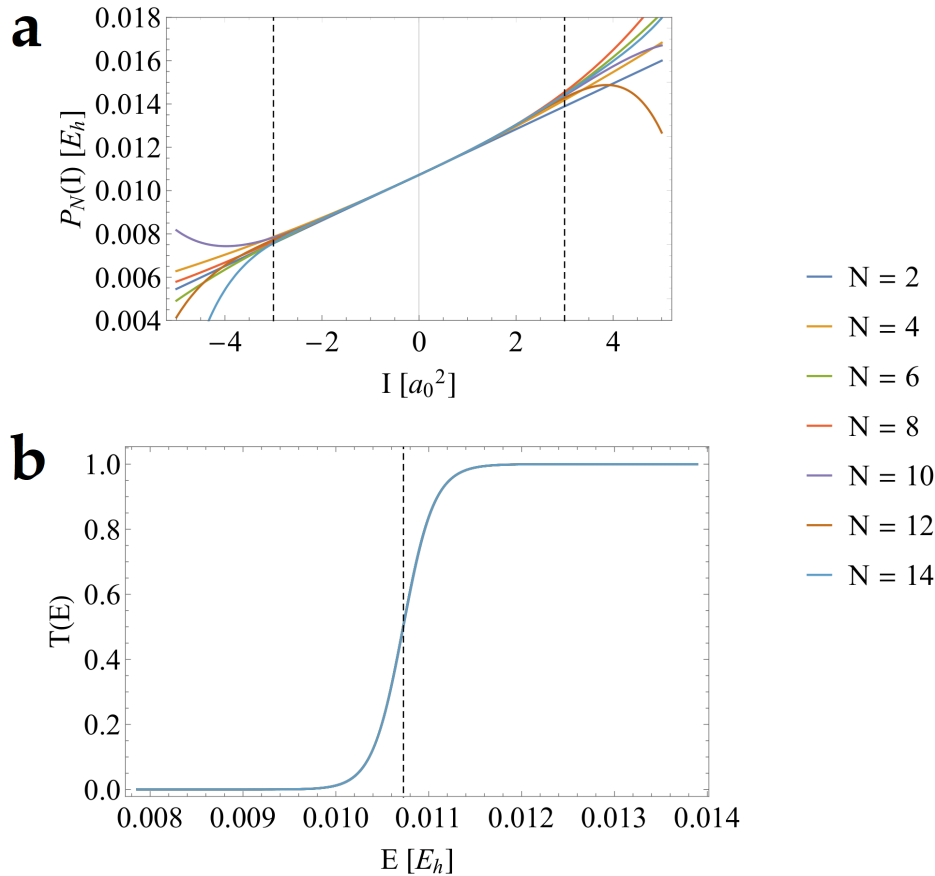 a
P_N(I) [E_h]
0.018
0.016
0.014
0.012
0.010
0.008
0.006
0.004
−4 −2 0 2 4
I [a₀²]
N = 2
N = 4
N = 6
N = 8
N = 10
N = 12
N = 14
b
T(E)
1.0
0.8
0.6
0.4
0.2
0.0
0.008 0.009 0.010 0.011 0.012 0.013 0.014
E [E_h]